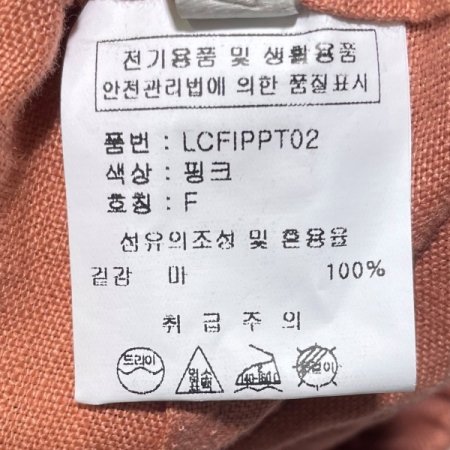 전기용품 및 생활용품
안전관리법에 의한 품질표시
품번 : LCFIPPT02
색상 : 핑크
호칭 : F
섬유의조성 및 혼용율
겉감 마 100%
취급주의
드라이